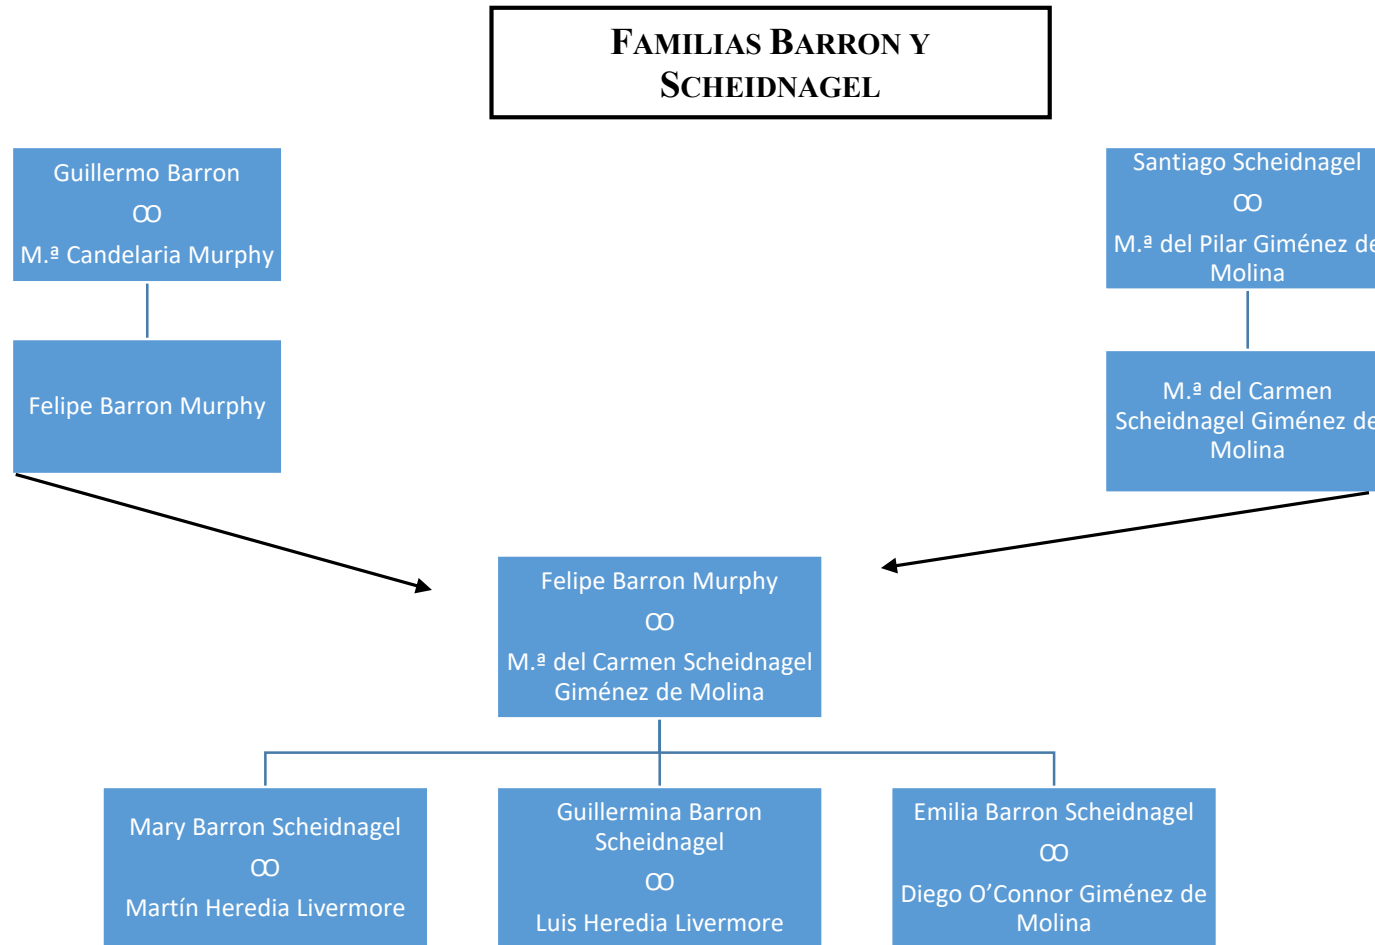 FAMILIAS BARRON Y
SCHEIDNAGEL
Guillermo Barron
∞
M.ª Candelaria Murphy
Santiago Scheidnagel
∞
M.ª del Pilar Giménez de
Molina
Felipe Barron Murphy
M.ª del Carmen
Scheidnagel Giménez de
Molina
Felipe Barron Murphy
∞
M.ª del Carmen Scheidnagel
Giménez de Molina
Mary Barron Scheidnagel
∞
Martín Heredia Livermore
Guillermina Barron
Scheidnagel
∞
Luis Heredia Livermore
Emilia Barron Scheidnagel
∞
Diego O’Connor Giménez de
Molina